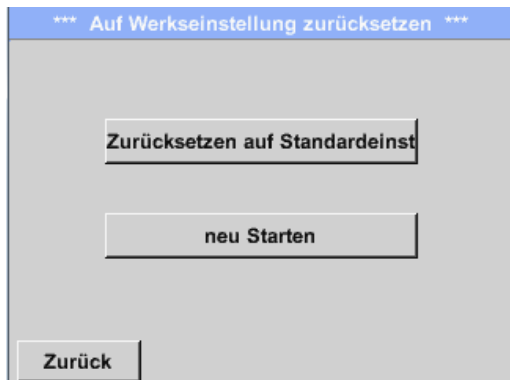 *** Auf Werkseinstellung zurücksetzen ***
Zurücksetzen auf Standardeinst
neu Starten
Zurück